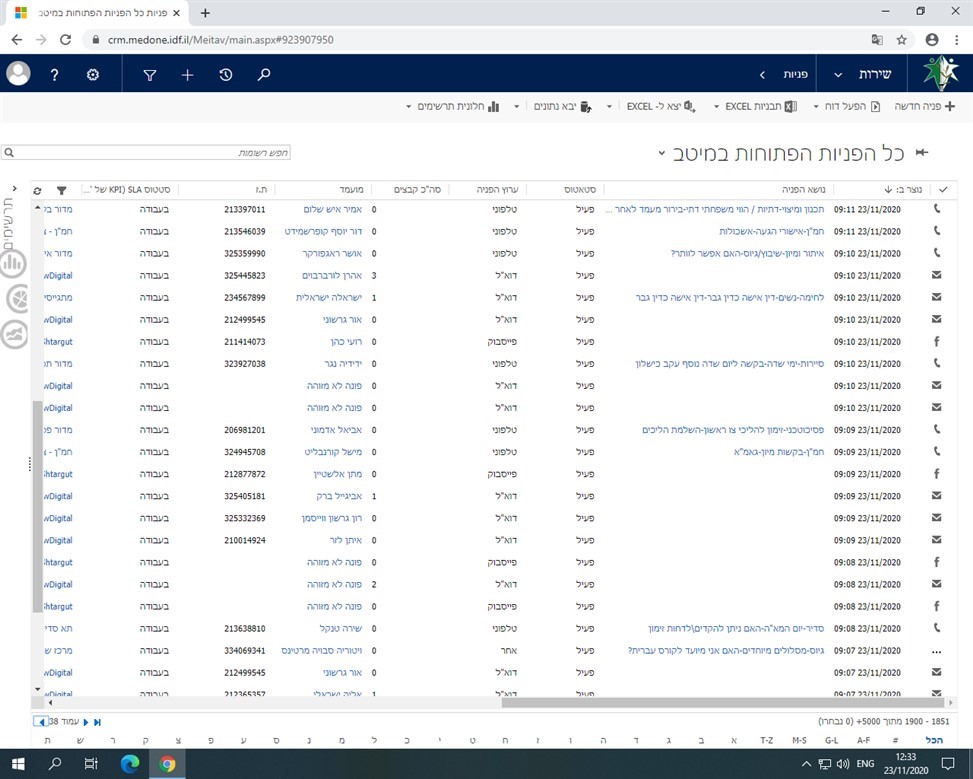 פניות כל הפניות הפתוחות במיטב
crm.medone.idf.il/Meitav/main.aspx#923907950
שירות פניות
פניה חדשה הפעל דוח תבניות EXCEL יצא ל- EXCEL יבא נתונים חלונית תרשימים
כל הפניות הפתוחות במיטב
חפש רשומות
נוצר ב: נושא הפניה סטאטוס ערוץ הפניה סה"כ קבצים מועמד ת.ז סטטוס SLA (KPI של "...
תרשימים
23/11/2020 09:11 תכנון ומיצוי-דתיות / הווי משפחתי דתי-בירור מעמד לאחר ... פעיל טלפוני 0 אמיר איש שלום 213397011 בעבודה מדור בק
23/11/2020 09:11 חמ"ן-אישורי הגעה-אשכולות פעיל טלפוני 0 דור יוסף קופרשמידט 213546039 בעבודה חמ"ן - צ
23/11/2020 09:11 איתור ומיון-שיבוץ/גיוס-האם אפשר לוותר? פעיל טלפוני 0 אושר ראגפורקר 325359990 בעבודה מדור אי
23/11/2020 09:10 פעיל דוא"ל 3 אהרן לורברבוים 325445823 בעבודה wDigital
23/11/2020 09:10 לחימה-נשים-דין אישה כדין גבר-דין אישה כדין גבר פעיל דוא"ל 1 ישראלה ישראלית 234567899 בעבודה מתגייסי
23/11/2020 09:10 פעיל דוא"ל 0 אור גרשוני 212499545 בעבודה wDigital
23/11/2020 09:10 פעיל פייסבוק 0 רועי כהן 211414073 בעבודה shtargut
23/11/2020 09:10 סיירות-ימי שדה-בקשה ליום שדה נוסף עקב כישלון פעיל טלפוני 0 ידידיה נגר 323927038 בעבודה מדור תכ
23/11/2020 09:10 פעיל דוא"ל 0 פונה לא מזוהה בעבודה wDigital
23/11/2020 09:10 פעיל דוא"ל 0 פונה לא מזוהה בעבודה wDigital
23/11/2020 09:09 פסיכוטכני-זימון להליכי צו ראשון-השלמת הליכים פעיל טלפוני 0 אביאל אדמוני 206981201 בעבודה מדור פס
23/11/2020 09:09 חמ"ן-בקשות מיון-גאמ"א פעיל טלפוני 0 מישל קורנבליט 324945708 בעבודה חמ"ן - צ
23/11/2020 09:09 פעיל פייסבוק 0 מתן אלשטיין 212877872 בעבודה shtargut
23/11/2020 09:09 פעיל דוא"ל 1 אביגייל ברק 325405181 בעבודה wDigital
23/11/2020 09:09 פעיל דוא"ל 0 רון גרשון ווייסמן 325332369 בעבודה wDigital
23/11/2020 09:09 פעיל דוא"ל 0 איתן לזר 210014924 בעבודה wDigital
23/11/2020 09:08 פעיל פייסבוק 0 פונה לא מזוהה בעבודה shtargut
23/11/2020 09:08 פעיל דוא"ל 2 פונה לא מזוהה בעבודה wDigital
23/11/2020 09:08 פעיל פייסבוק 0 פונה לא מזוהה בעבודה shtargut
23/11/2020 09:08 סדיר-יום המא"ה-האם ניתן להקדים\לדחות זימון פעיל טלפוני 0 שירה טנקל 213638810 בעבודה תא סדי
23/11/2020 09:07 גיוס-מסלולים מיוחדים-האם אני מיועד לקורס עברית? פעיל אחר 0 ויטוריה סבויה מרטינס 334069341 בעבודה מרכז ש
23/11/2020 09:07 פעיל דוא"ל 0 אור גרשוני 212499545 בעבודה wDigital
23/11/2020 09:07 פעיל דוא"ל 1 אליה ישראלי 212365357 בעבודה wDigital
1851 - 1900 מתוך 5000+ (0 נבחרו) עמוד 38
הכל # A-F G-L M-S T-Z א ב ג ד ה ו ז ח ט י כ ל מ נ ס ע פ צ ק ר ש ת
ENG 12:33
23/11/2020